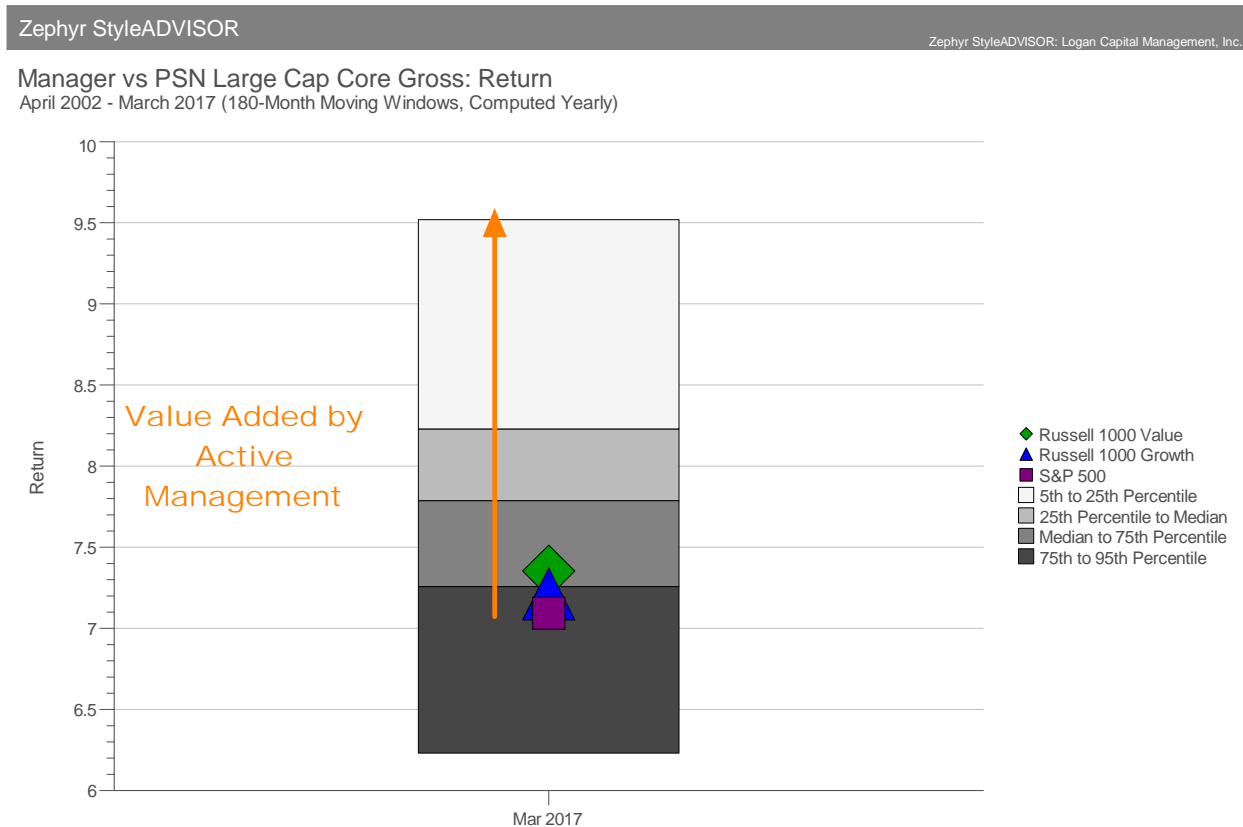 Zephyr StyleADVISOR
Zephyr StyleADVISOR: Logan Capital Management, Inc.
Manager vs PSN Large Cap Core Gross: Return
April 2002 - March 2017 (180-Month Moving Windows, Computed Yearly)
10
9.5
9
8.5
8
7.5
7
6.5
6
Return
Value Added by
Active
Management
Mar 2017
Russell 1000 Value
Russell 1000 Growth
S&P 500
5th to 25th Percentile
25th Percentile to Median
Median to 75th Percentile
75th to 95th Percentile